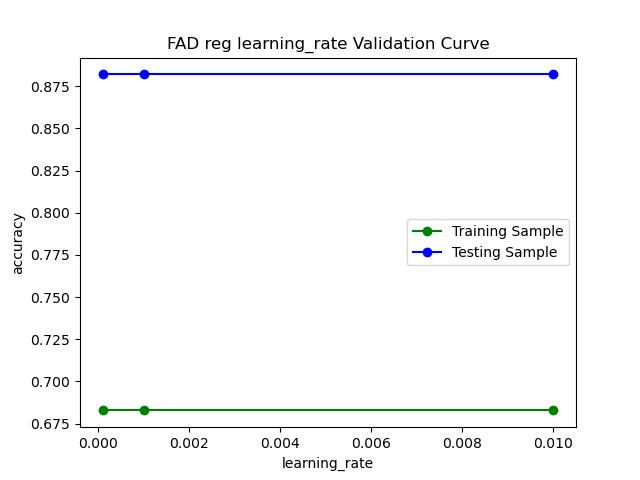 FAD reg learning_rate Validation Curve
0.875
0.850
0.825
0.800
0.775
0.750
0.725
0.700
0.675
accuracy
Training Sample
Testing Sample
0.000 0.002 0.004 0.006 0.008 0.010
learning_rate